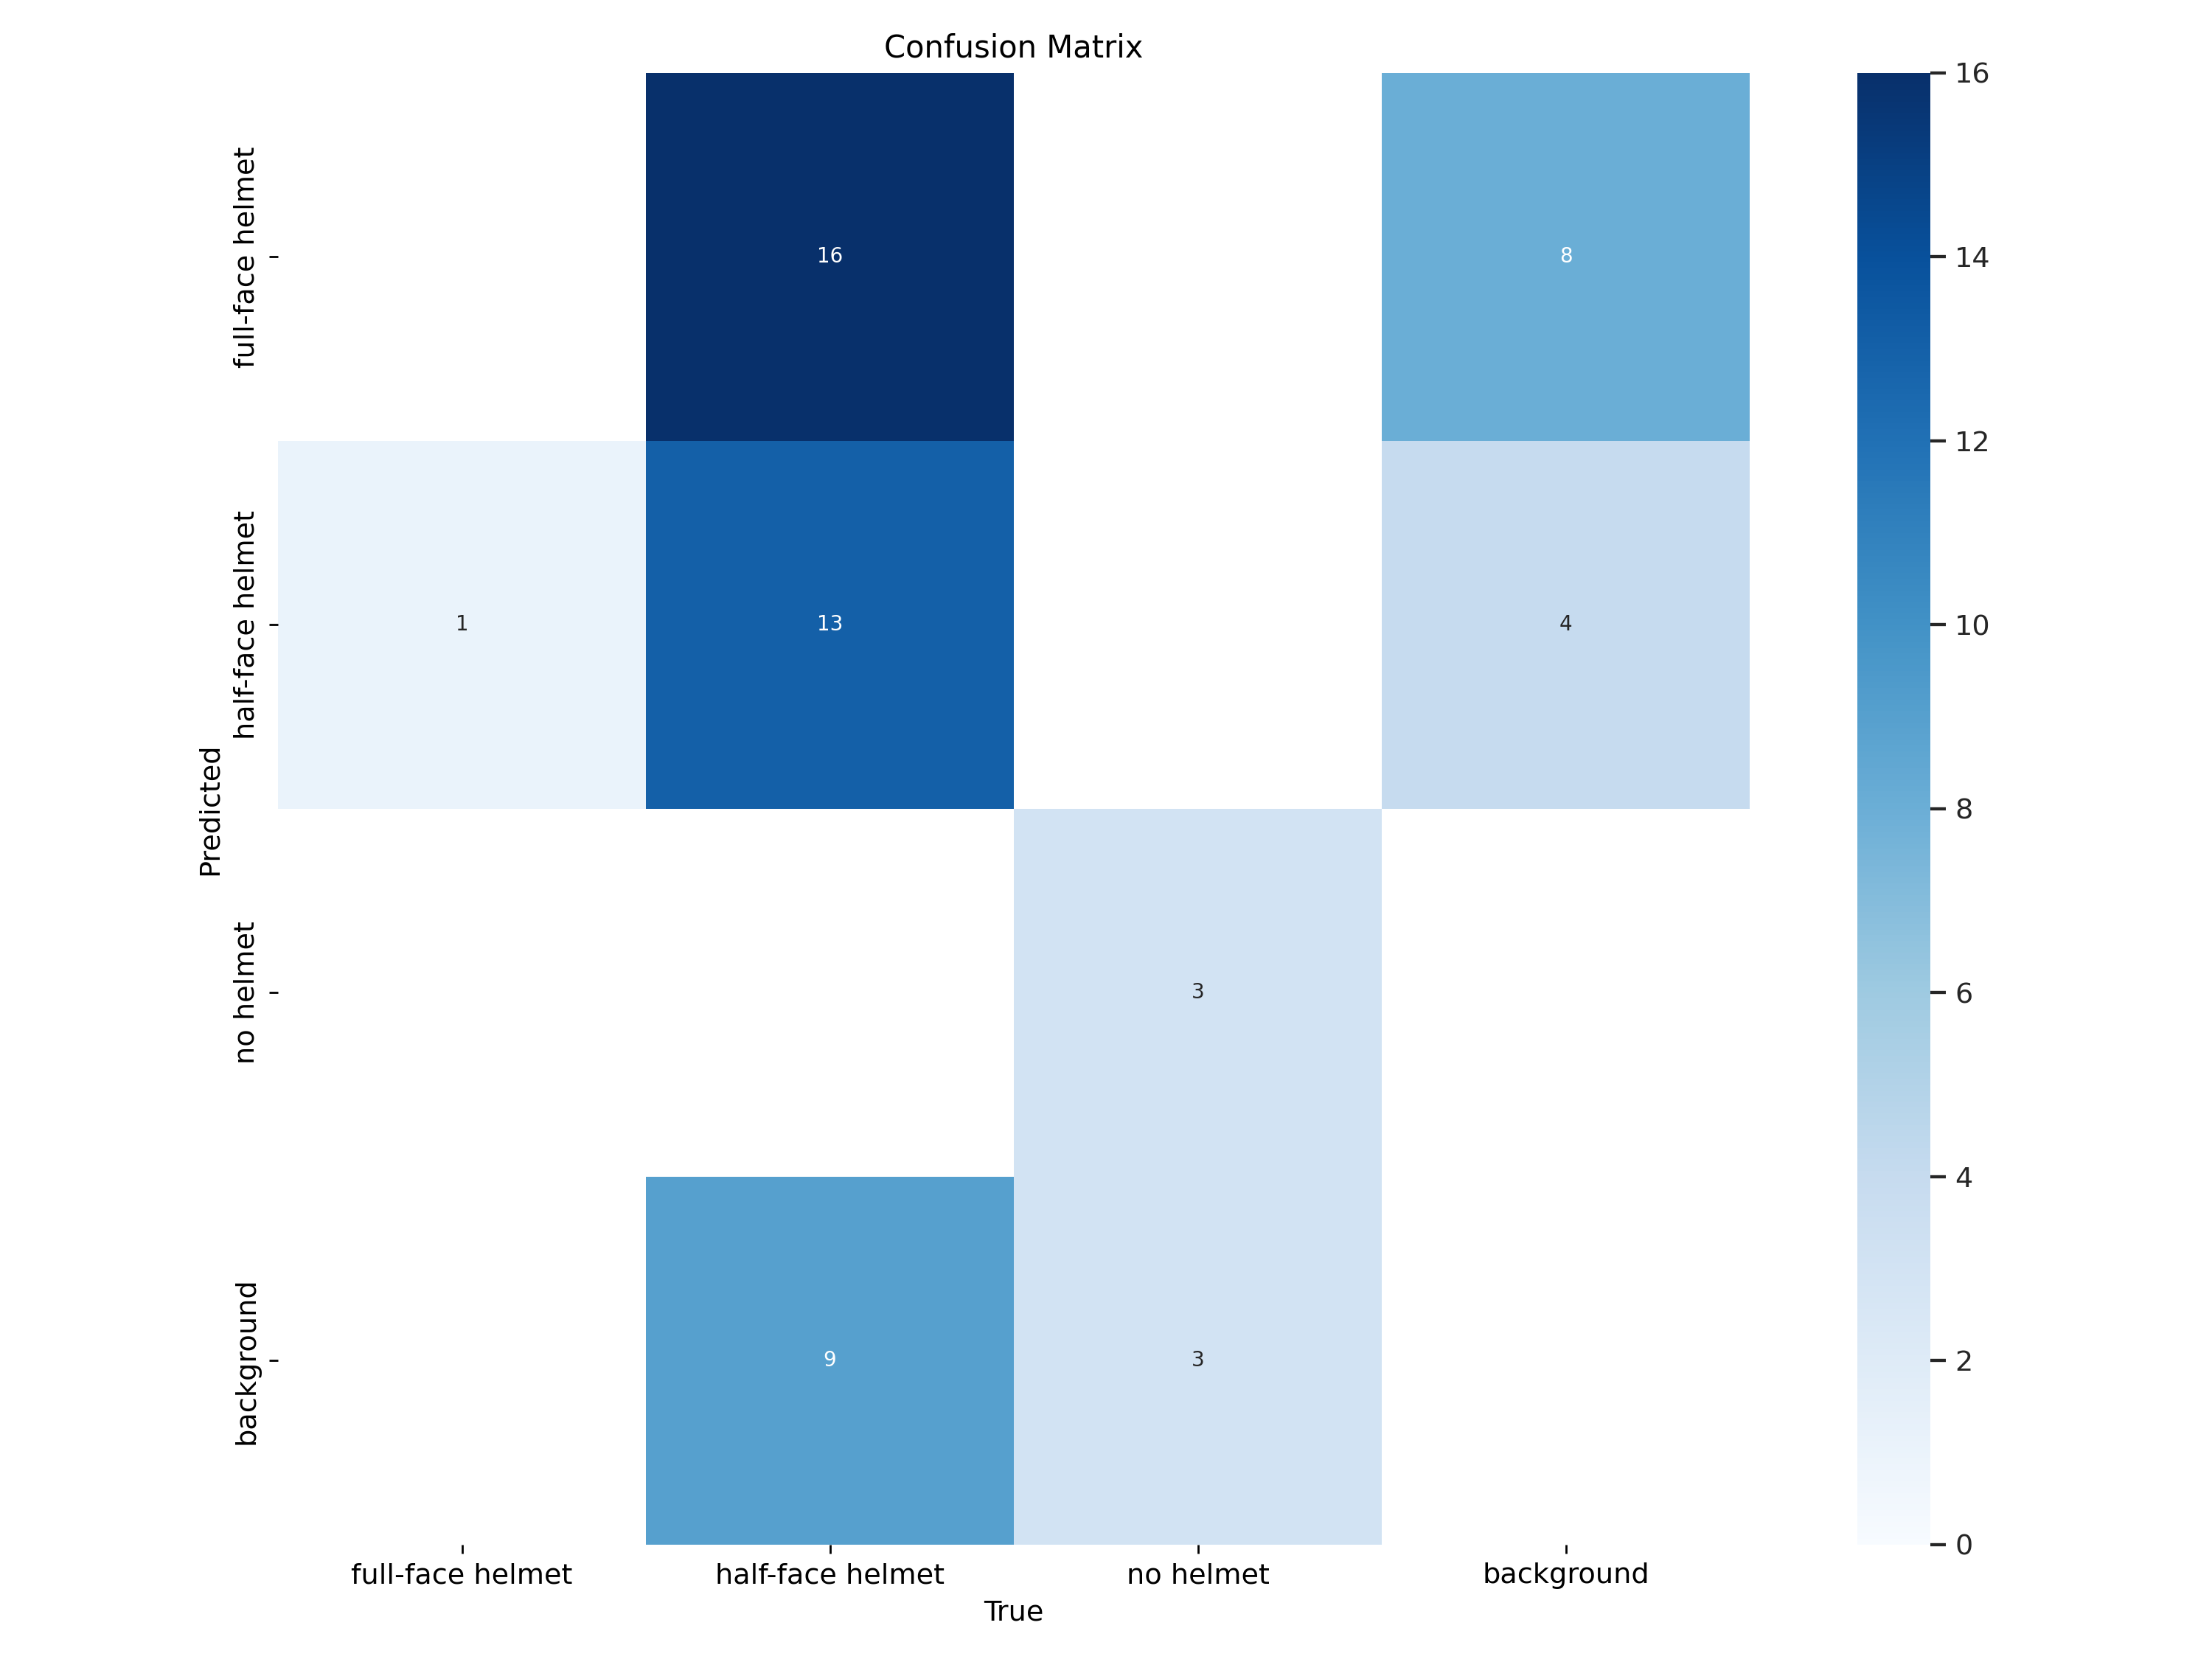 Confusion Matrix
Predicted
full-face helmet
half-face helmet
no helmet
background
16
8
1
13
4
3
9
3
full-face helmet
half-face helmet
no helmet
background
True
16
14
12
10
8
6
4
2
0